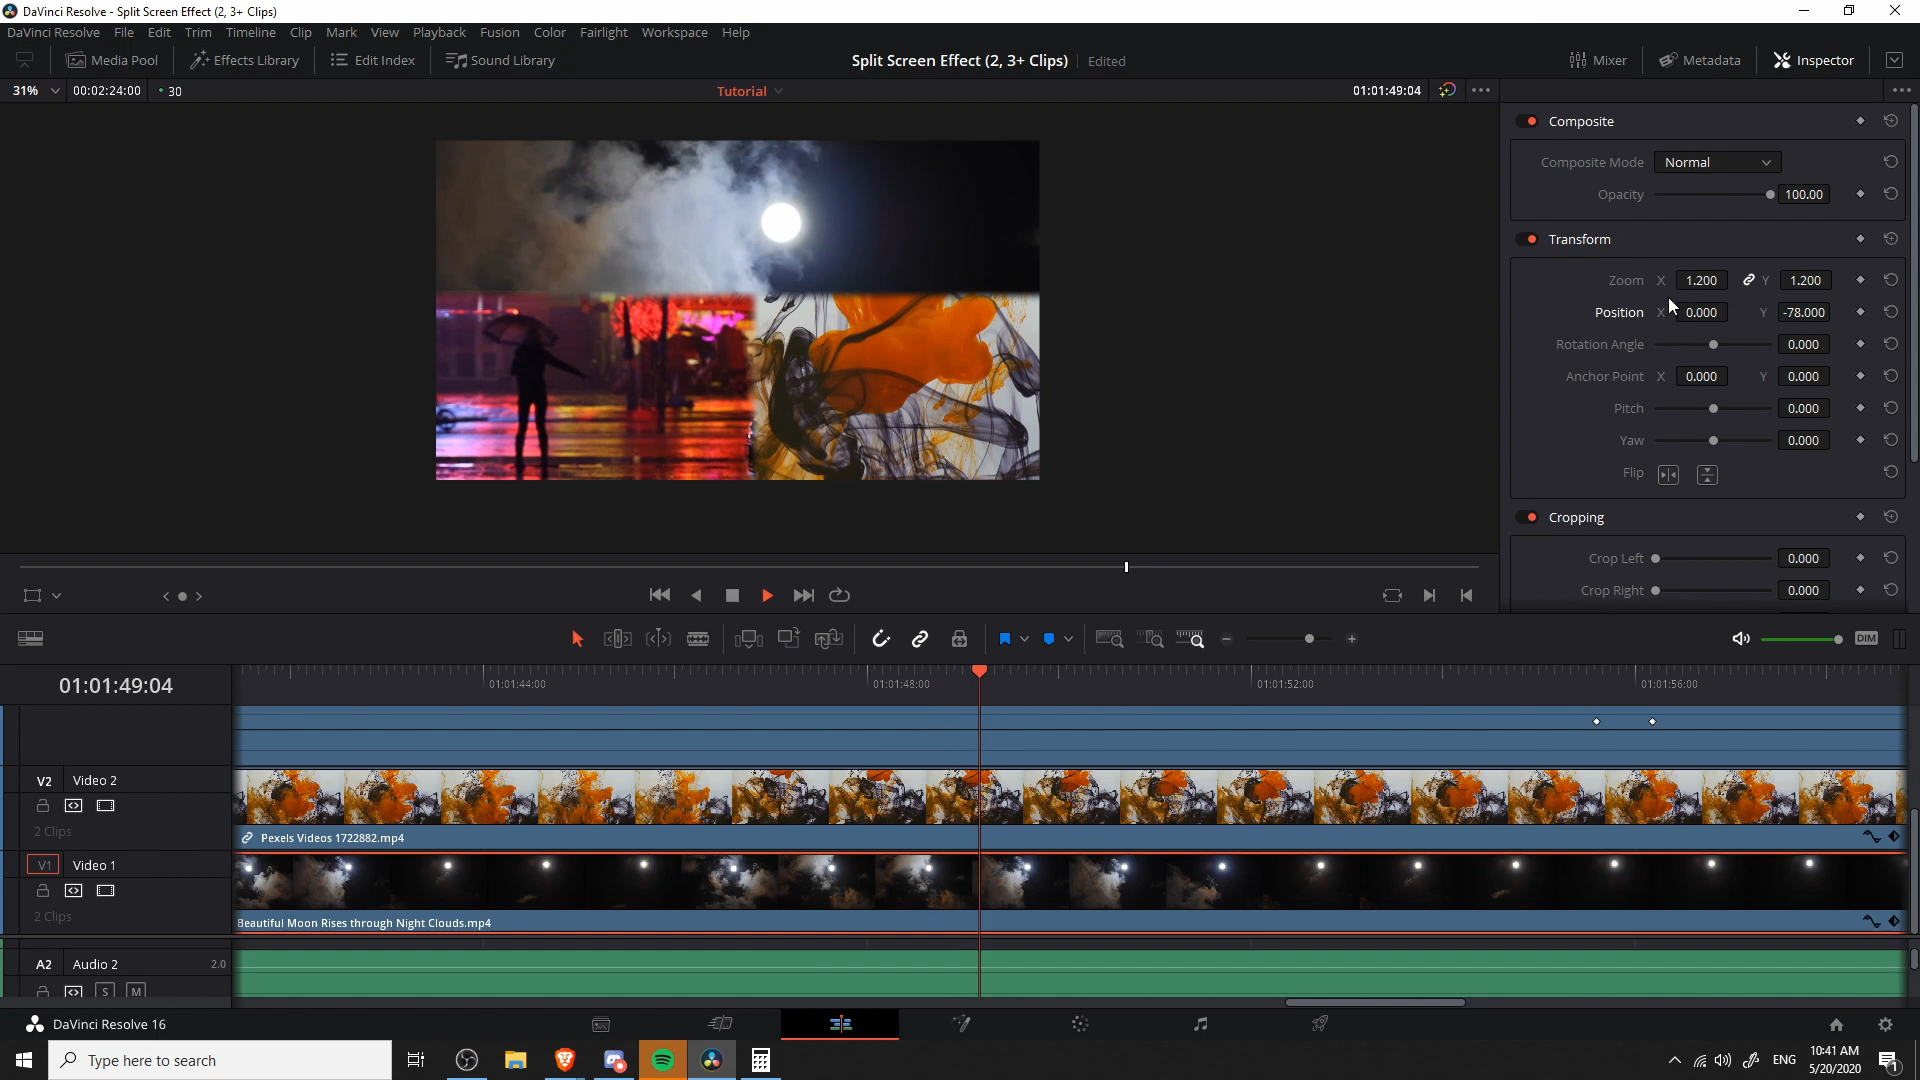 DaVinci Resolve - Split Screen Effect (2, 3+ Clips)
DaVinci Resolve File Edit Trim Timeline Clip Mark View Playback Fusion Color Fairlight Workspace Help
Media Pool Effects Library Edit Index Sound Library Split Screen Effect (2, 3+ Clips) Edited Mixer Metadata Inspector
31% 00:02:24:00 30 Tutorial 01:01:49:04
Composite
Composite Mode Normal
Opacity 100.00
Transform
Zoom X 1.200 Y 1.200
Position X 0.000 Y -78.000
Rotation Angle 0.000
Anchor Point X 0.000 Y 0.000
Pitch 0.000
Yaw 0.000
Flip
Cropping
Crop Left 0.000
Crop Right 0.000
DIM
01:01:49:04 01:01:44:00 01:01:48:00 01:01:52:00 01:01:56:00
V2 Video 2
2 Clips
Pexels Videos 1722882.mp4
V1 Video 1
2 Clips
Beautiful Moon Rises through Night Clouds.mp4
A2 Audio 2 2.0
S M
DaVinci Resolve 16
Type here to search
ENG
10:41 AM
5/20/2020
1